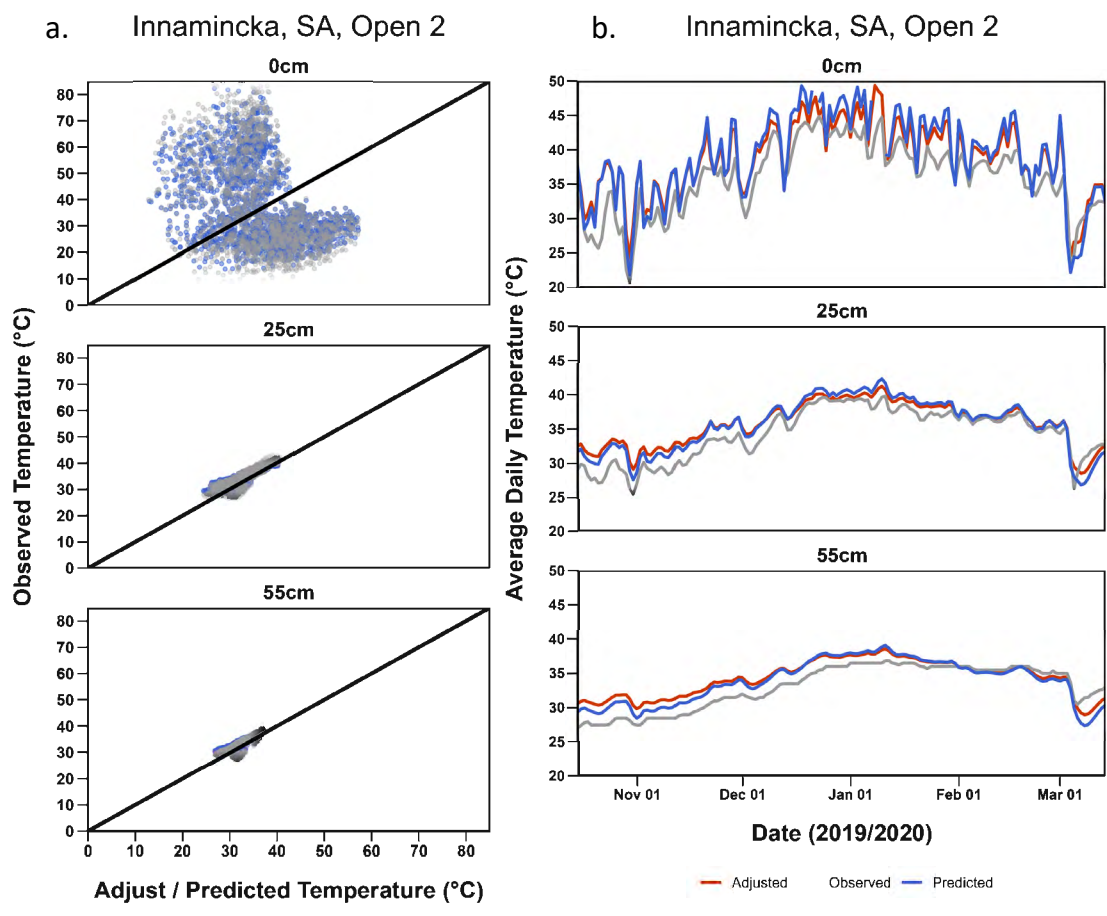 a.
Innamincka, SA, Open 2
0cm
80
70
60
50
40
30
20
10
0
25cm
80
70
60
50
40
30
20
10
0
55cm
80
70
60
50
40
30
20
10
0
0 10 20 30 40 50 60 70 80
Observed Temperature (°C)
Adjust / Predicted Temperature (°C)
b.
Innamincka, SA, Open 2
0cm
50
45
40
35
30
25
20
25cm
50
45
40
35
30
25
20
55cm
50
45
40
35
30
25
20
Nov 01 Dec 01 Jan 01 Feb 01 Mar 01
Average Daily Temperature (°C)
Date (2019/2020)
Adjusted Observed Predicted